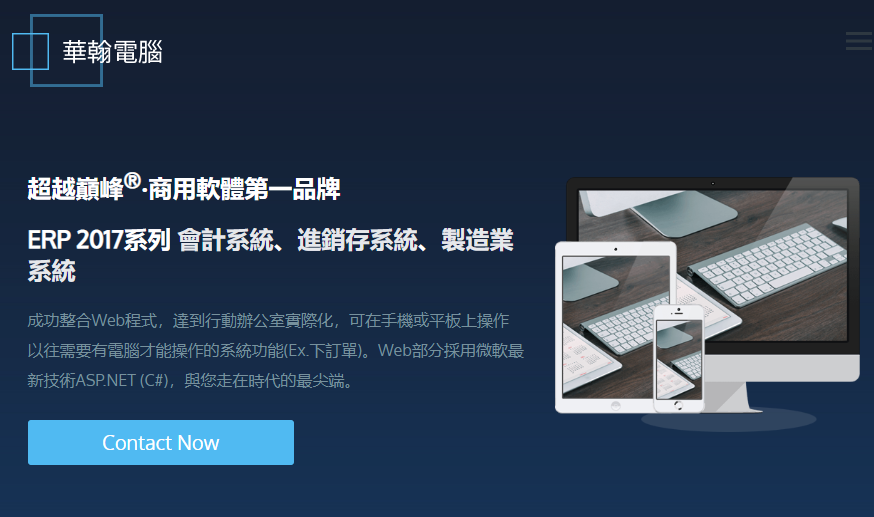 華翰電腦
超越巔峰®·商用軟體第一品牌
ERP 2017系列 會計系統、進銷存系統、製造業
系統
成功整合Web程式，達到行動辦公室實際化，可在手機或平板上操作
以往需要有電腦才能操作的系統功能(Ex.下訂單)。Web部分採用微軟最
新技術ASP.NET (C#)，與您走在時代的最尖端。
Contact Now